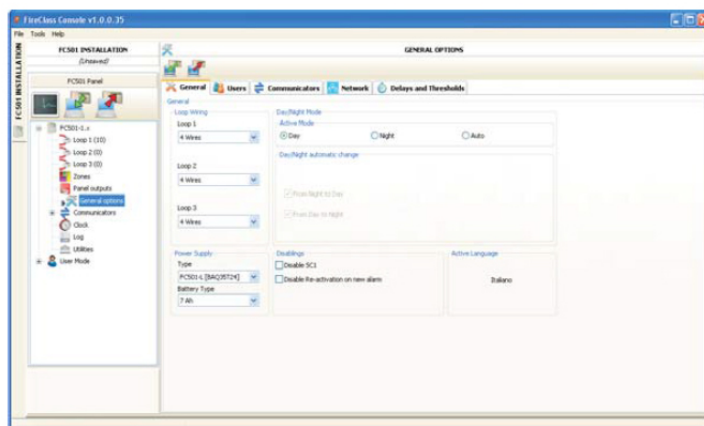 FireClass Console v1.0.0.35
File Tools Help
FC501 INSTALLATION
FC501 INSTALLATION
(Unsaved)
FC501 Panel
FC501-L.x
Loop 1 (10)
Loop 2 (0)
Loop 3 (0)
Zones
Panel outputs
General options
Communicators
Clock
Log
Utilities
User Mode
GENERAL OPTIONS
General Users Communicators Network Delays and Thresholds
General
Loop Wiring
Loop 1
4 Wires
Loop 2
4 Wires
Loop 3
4 Wires
Day/Night Mode
Active Mode
Day Night Auto
Day/Night automatic change
From Night to Day
From Day to Night
Power Supply
Type
FC501-L [BAQ35T24]
Battery Type
7 Ah
Disablings
Disable SC1
Disable Re-activation on new alarm
Active Language
Italiano